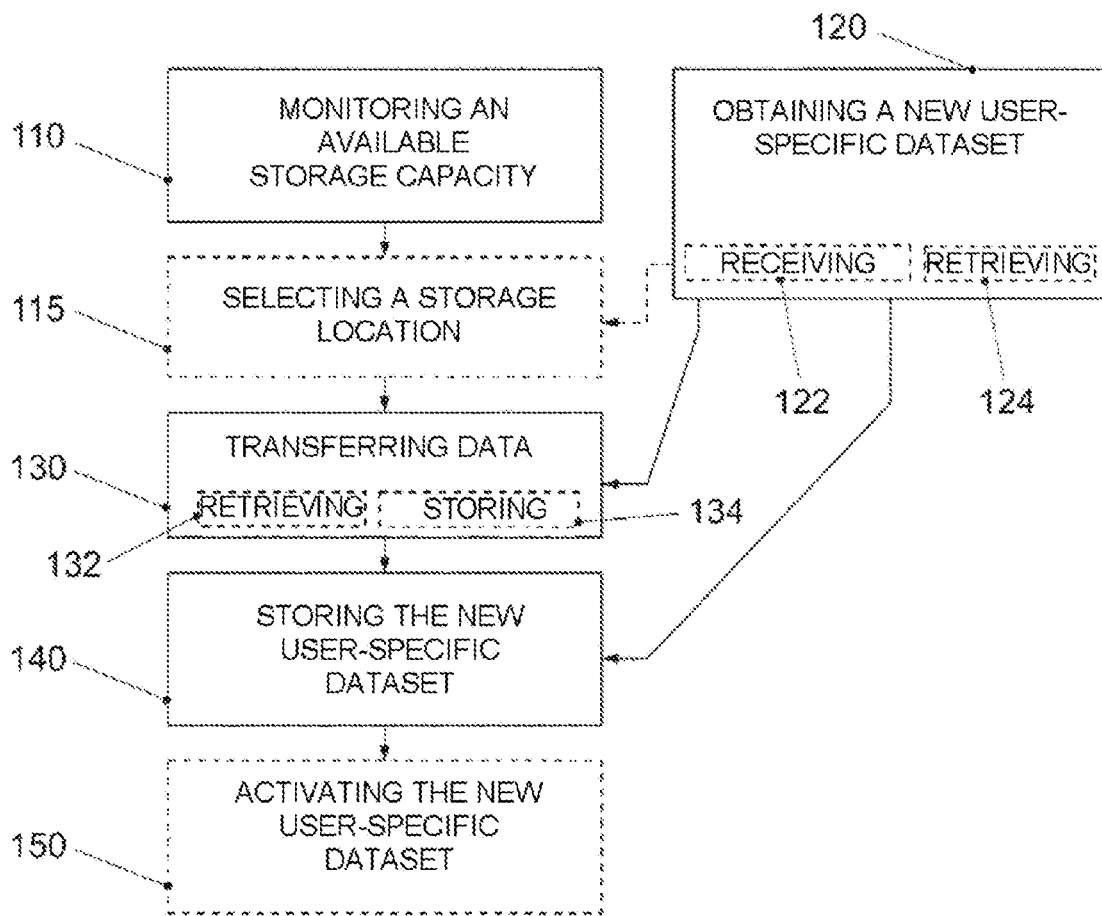 120
MONITORING AN
AVAILABLE
STORAGE CAPACITY
110
OBTAINING A NEW USER-
SPECIFIC DATASET
RECEIVING
RETRIEVING
122
124
SELECTING A STORAGE
LOCATION
115
TRANSFERRING DATA
130
RETRIEVING
STORING
132
134
STORING THE NEW
USER-SPECIFIC
DATASET
140
ACTIVATING THE NEW
USER-SPECIFIC
DATASET
150